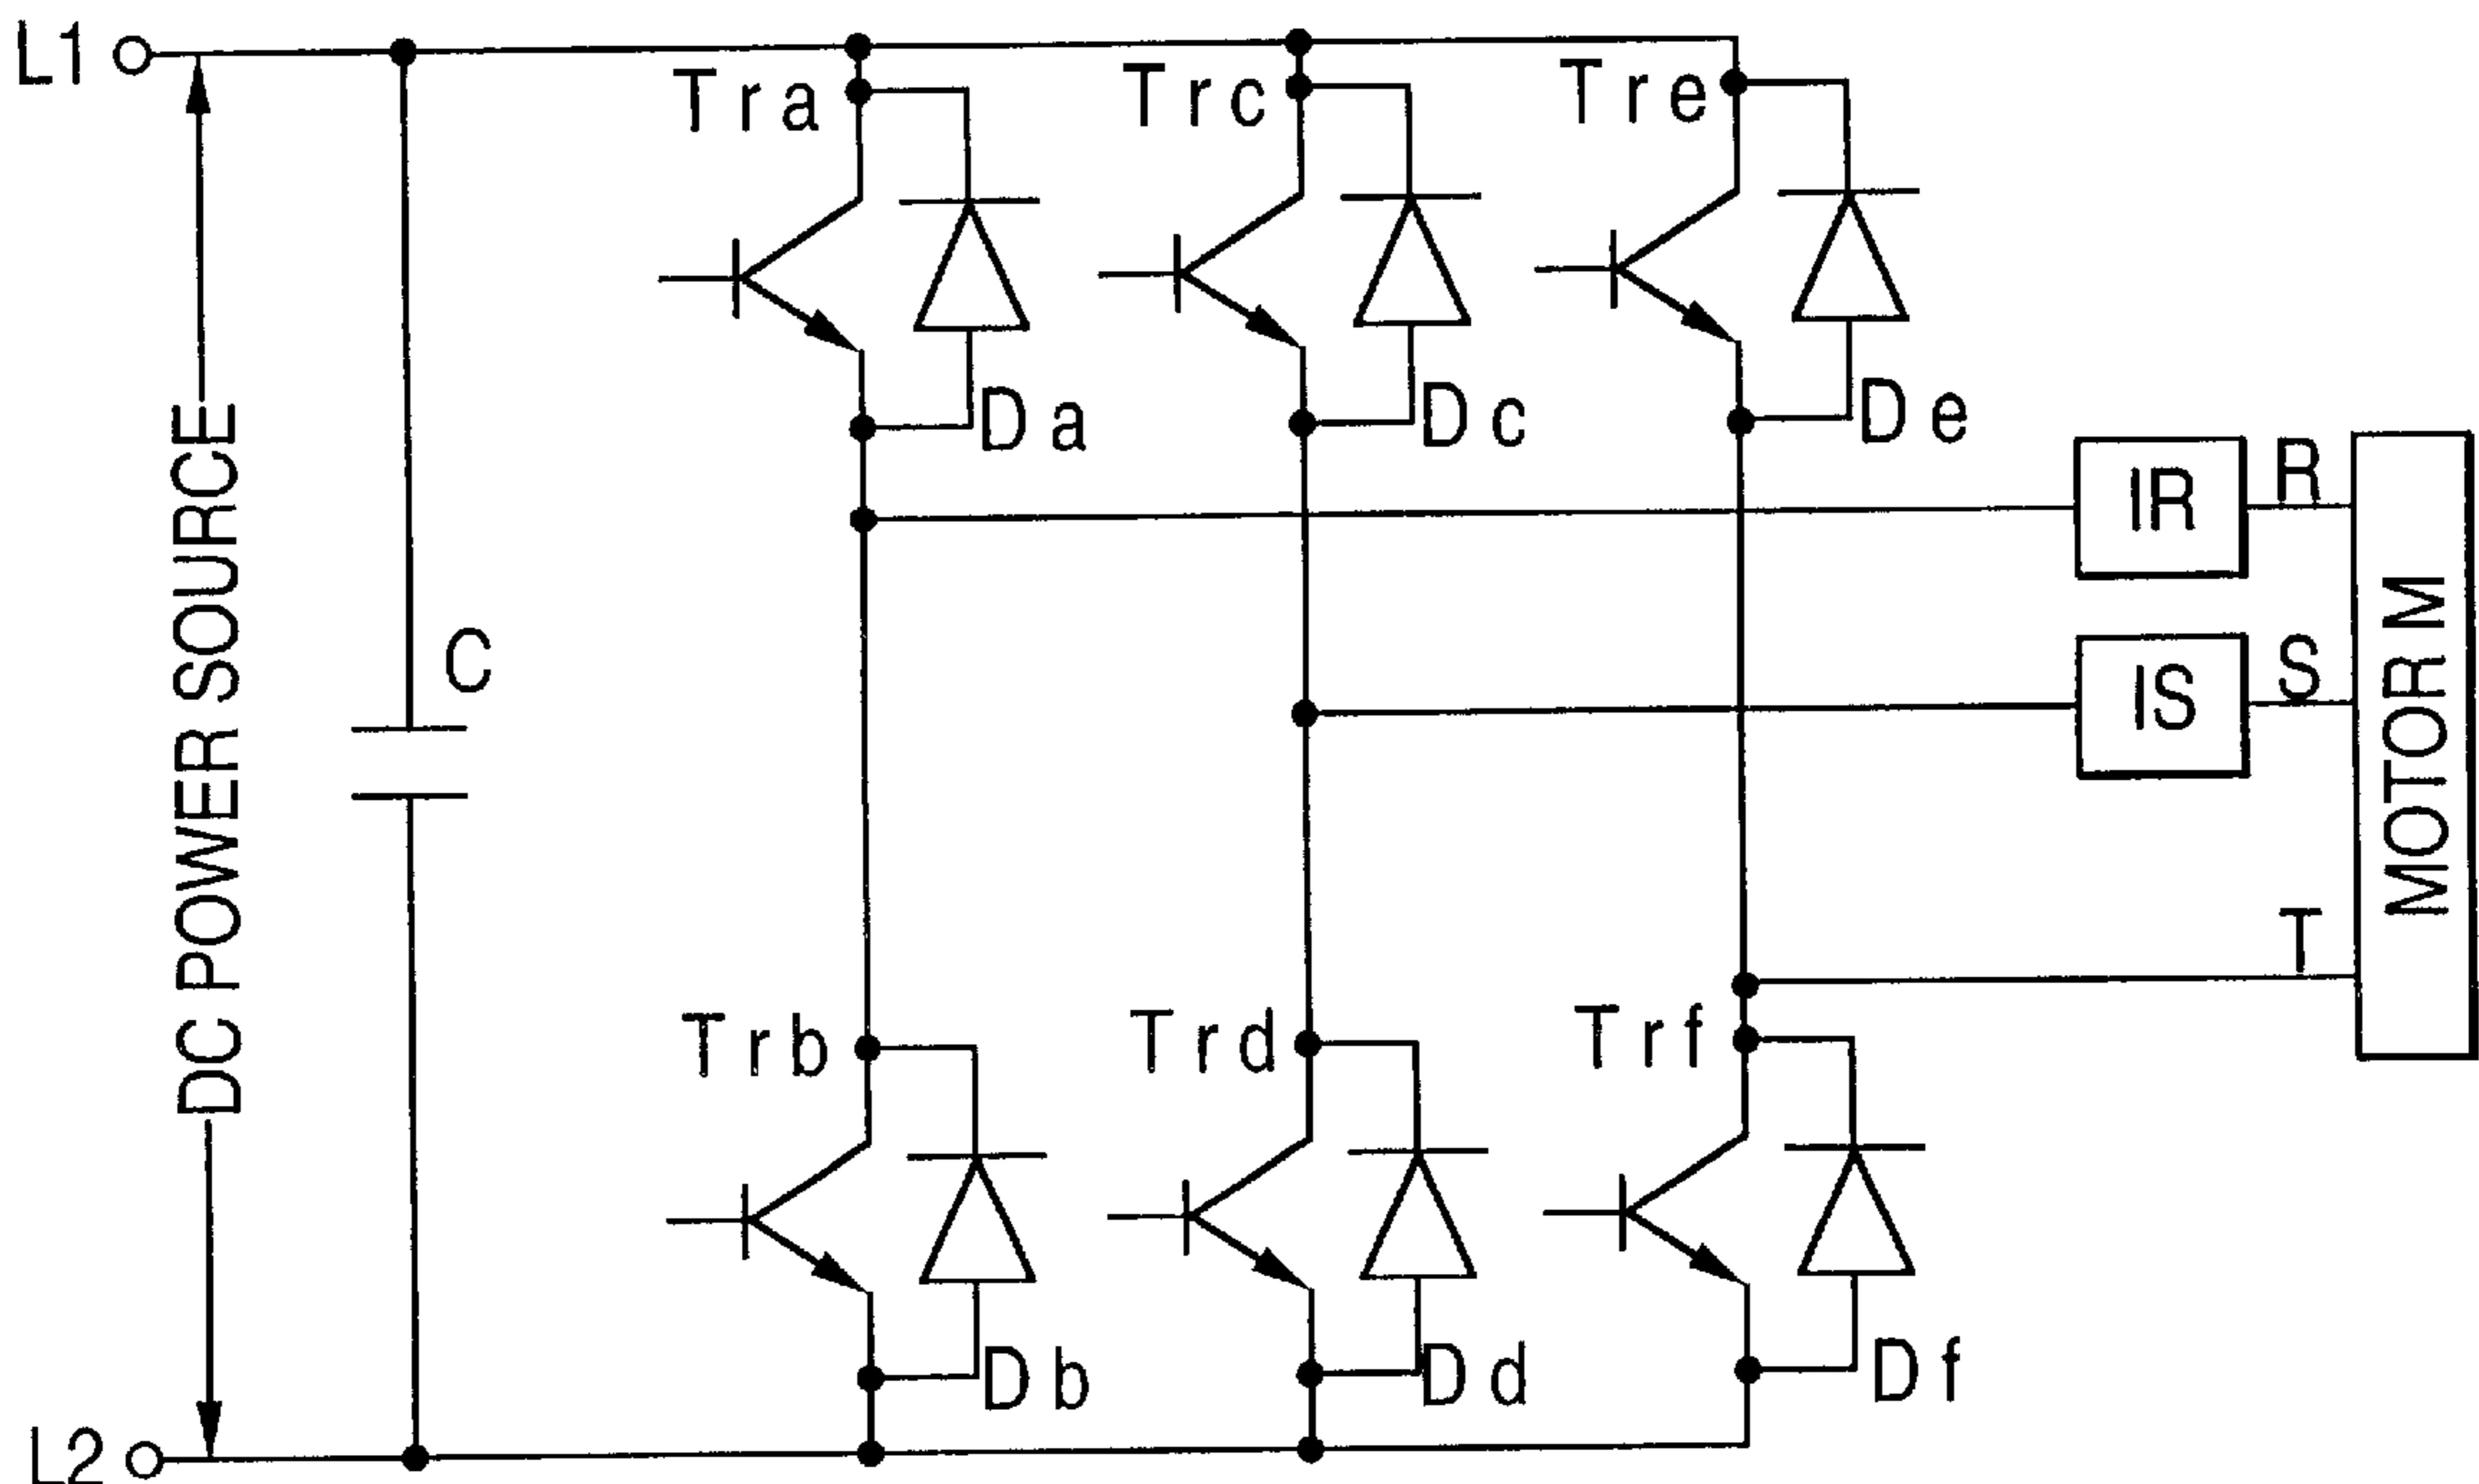 L1
Tra
Trc
Tre
Da
Dc
De
IR
R
DC POWER SOURCE
C
IS
S
MOTOR M
T
Trb
Trd
Trf
Db
Dd
Df
L2